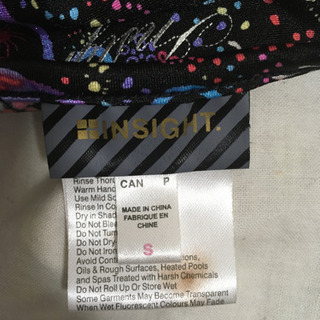 INSIGHT.
CAN P
MADE IN CHINA
FABRIQUE EN
CHINE
S
Rinse Thoro
Warm Hand
Use Mild So
Rinse In Co
Dry in Shad
Do Not Blea
Do Not Tum
Do Not Dry
Do Not Iron
Avoid Conta
Oils & Rough Surfaces, Heated Pools
and Spas Treated with Harsh Chemicals
Do Not Roll Up Or Store Wet
Some Garments May Become Transparent
When Wet Fluorescent Colours May Fade